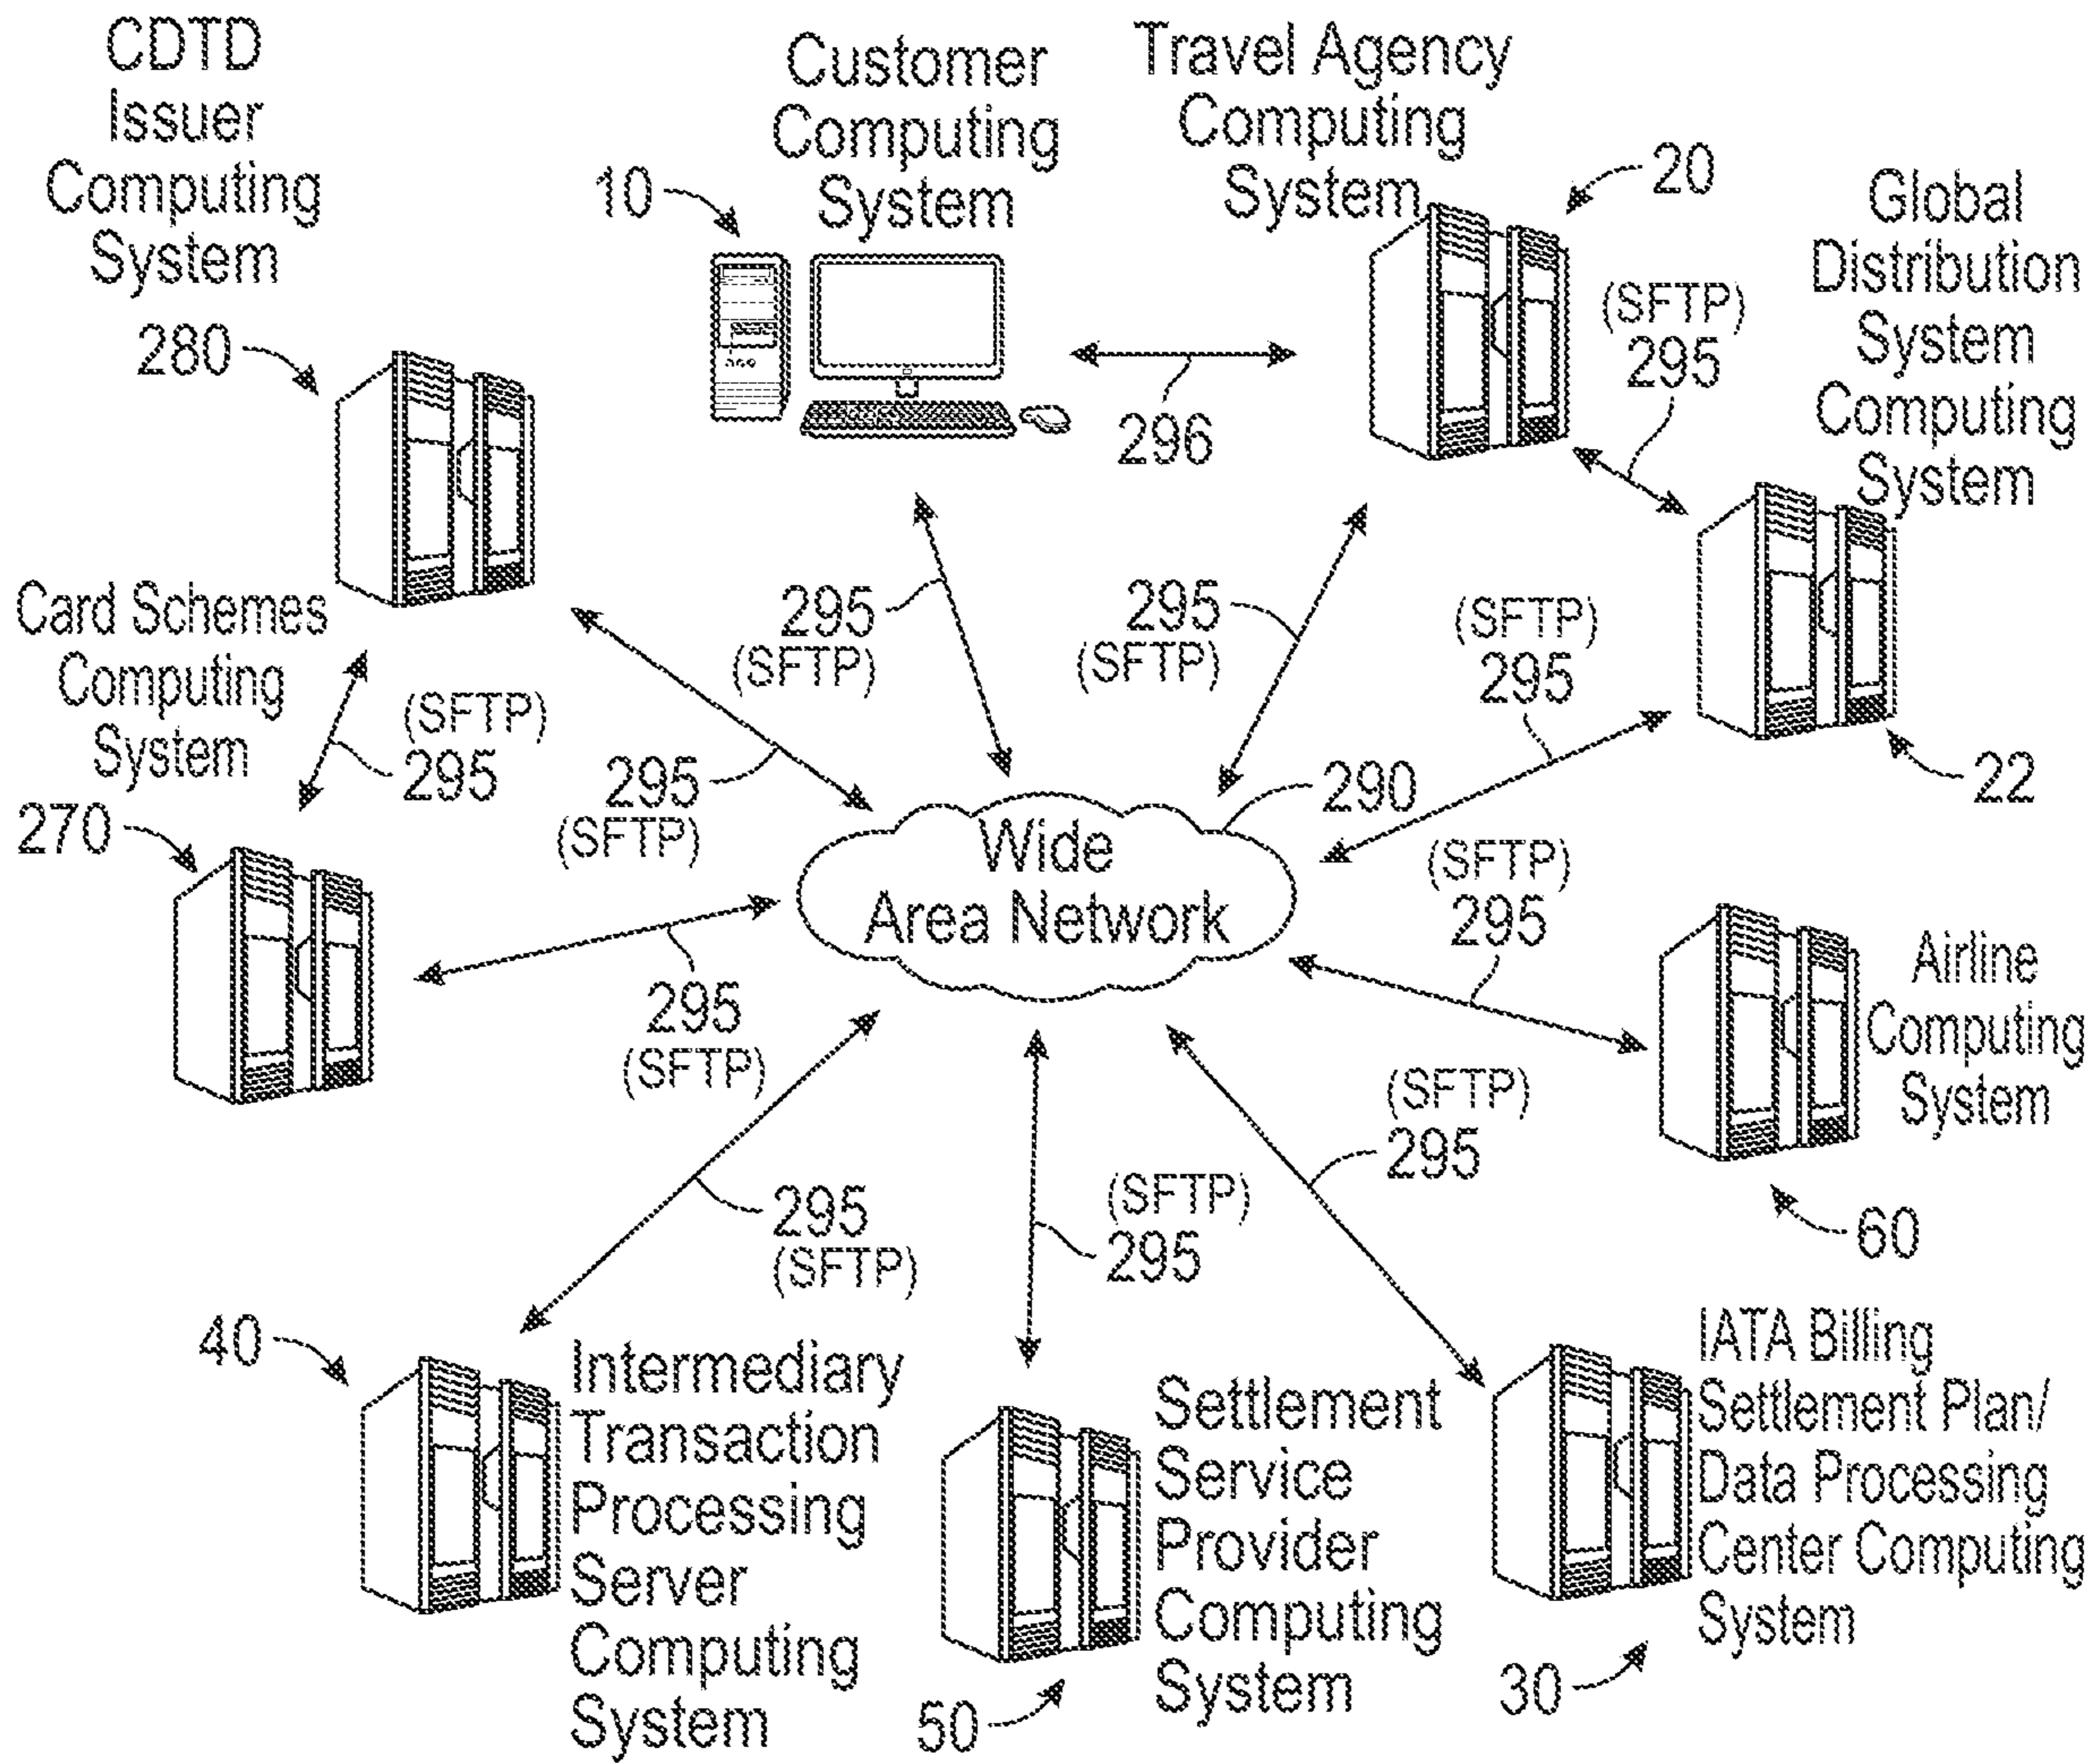 CDTD
Issuer
Computing
System
280
Customer
Computing
System
10
Travel Agency
Computing
System
20
Global
Distribution
System
Computing
System
22
(SFTP)
295
296
Card Schemes
Computing
System
270
(SFTP)
295
295
(SFTP)
295
(SFTP)
295
(SFTP)
(SFTP)
295
290
Wide
Area Network
(SFTP)
295
Airline
Computing
System
60
295
(SFTP)
295
(SFTP)
(SFTP)
295
(SFTP)
295
40
Intermediary
Transaction
Processing
Server
Computing
System
Settlement
Service
Provider
Computing
System
50
IATA Billing
Settlement Plan/
Data Processing
Center Computing
System
30